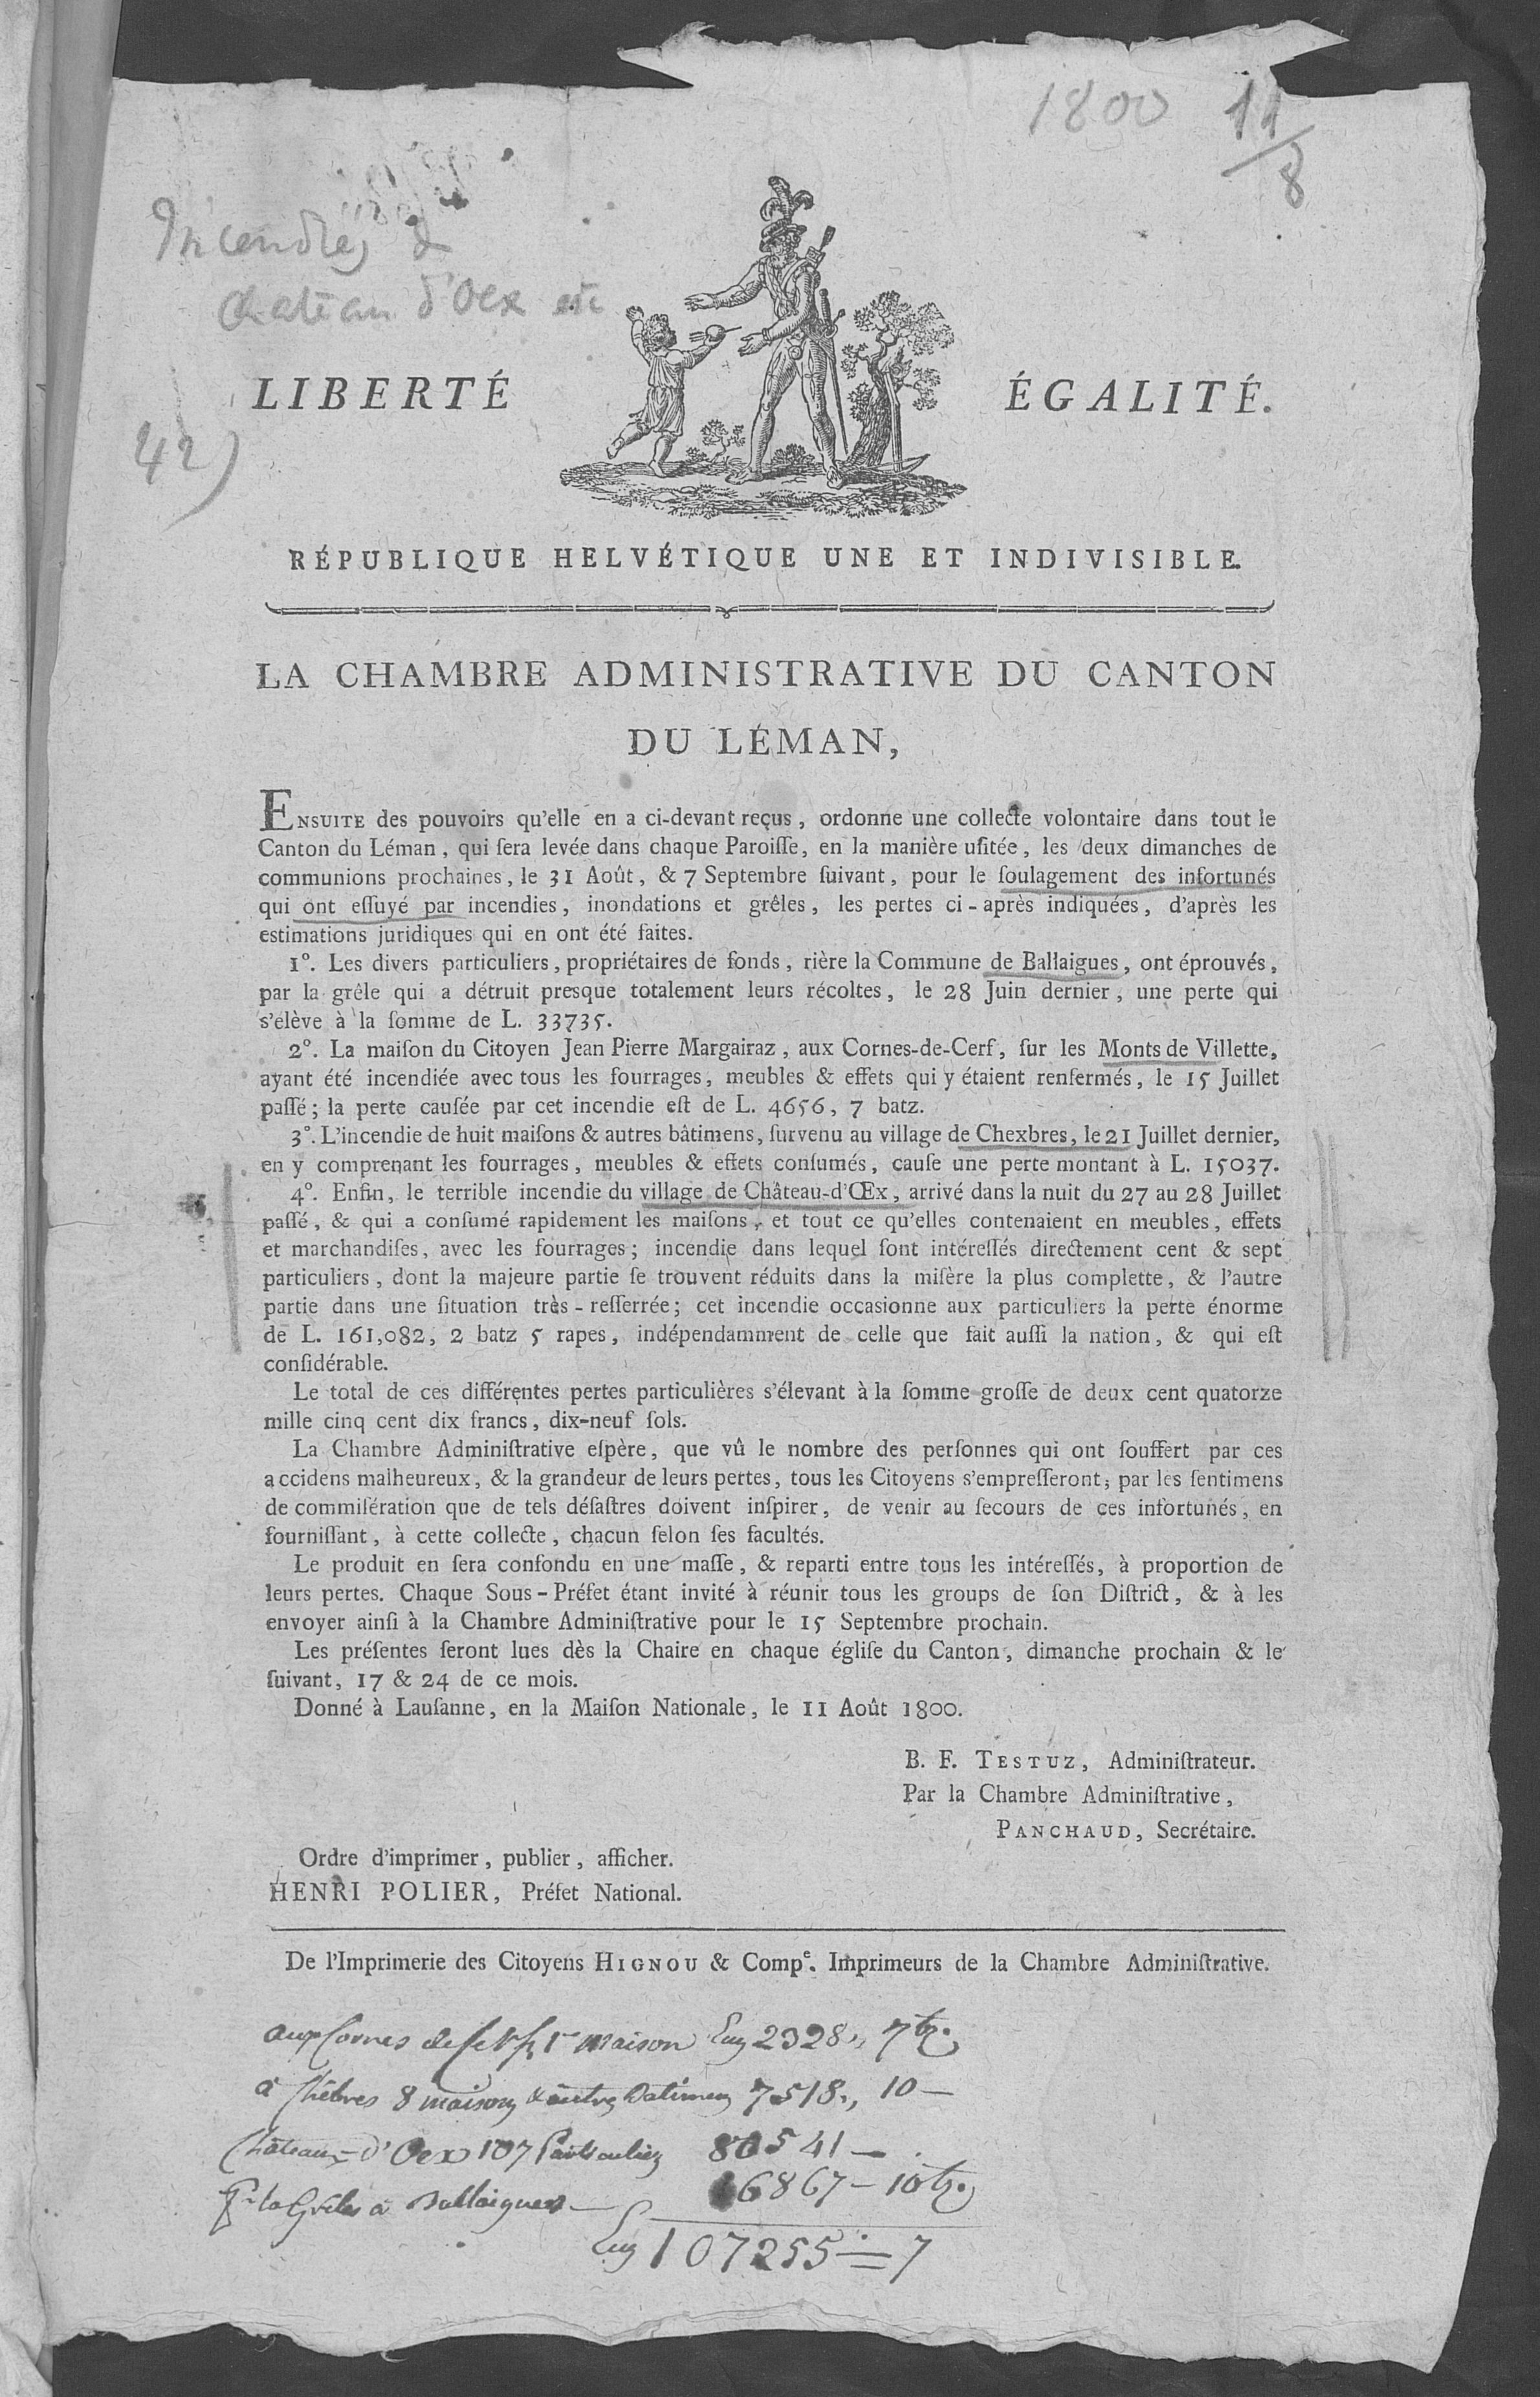 1800 11/8
Incendies de
Chateau d'Oex etc
LIBERTÉ
ÉGALITÉ.
42)
RÉPUBLIQUE HELVÉTIQUE UNE ET INDIVISIBLE.
LA CHAMBRE ADMINISTRATIVE DU CANTON
DU LÉMAN,
ENSUITE des pouvoirs qu'elle en a ci-devant reçus, ordonne une collecte volontaire dans tout le
Canton du Léman, qui ſera levée dans chaque Paroiſſe, en la manière uſitée, les deux dimanches de
communions prochaines, le 31 Août, & 7 Septembre ſuivant, pour le ſoulagement des infortunés
qui ont eſſuyé par incendies, inondations et grêles, les pertes ci-après indiquées, d'après les
estimations juridiques qui en ont été faites.
1°. Les divers particuliers, propriétaires de fonds, rière la Commune de Ballaigues, ont éprouvés,
par la grêle qui a détruit presque totalement leurs récoltes, le 28 Juin dernier, une perte qui
s'élève à la ſomme de L. 33735.
2°. La maiſon du Citoyen Jean Pierre Margairaz, aux Cornes-de-Cerf, ſur les Monts de Villette,
ayant été incendiée avec tous les fourrages, meubles & effets qui y étaient renfermés, le 15 Juillet
paſſé; la perte cauſée par cet incendie eſt de L. 4656, 7 batz.
3°. L'incendie de huit maiſons & autres bâtimens, ſurvenu au village de Chexbres, le 21 Juillet dernier,
en y comprenant les fourrages, meubles & effets conſumés, cauſe une perte montant à L. 15037.
4°. Enfin, le terrible incendie du village de Château-d'Œx, arrivé dans la nuit du 27 au 28 Juillet
paſſé, & qui a conſumé rapidement les maiſons, et tout ce qu'elles contenaient en meubles, effets
et marchandiſes, avec les fourrages; incendie dans lequel ſont intéreſſés directement cent & sept
particuliers, dont la majeure partie ſe trouvent réduits dans la miſère la plus complette, & l'autre
partie dans une ſituation très-reſſerrée; cet incendie occasionne aux particuliers la perte énorme
de L. 161,082, 2 batz 5 rapes, indépendamment de celle que fait auſſi la nation, & qui eſt
conſidérable.
Le total de ces différentes pertes particulières s'élevant à la ſomme groſſe de deux cent quatorze
mille cinq cent dix francs, dix-neuf ſols.
La Chambre Adminiſtrative eſpère, que vû le nombre des perſonnes qui ont ſouffert par ces
accidens malheureux, & la grandeur de leurs pertes, tous les Citoyens s'empreſſeront; par les ſentimens
de commiſération que de tels déſaſtres doivent inſpirer, de venir au ſecours de ces infortunés, en
fourniſſant, à cette collecte, chacun ſelon ſes facultés.
Le produit en ſera confondu en une maſſe, & reparti entre tous les intéreſſés, à proportion de
leurs pertes. Chaque Sous-Préfet étant invité à réunir tous les groups de ſon Diſtrict, & à les
envoyer ainſi à la Chambre Adminiſtrative pour le 15 Septembre prochain.
Les préſentes ſeront lues dès la Chaire en chaque égliſe du Canton, dimanche prochain & le
ſuivant, 17 & 24 de ce mois.
Donné à Lauſanne, en la Maiſon Nationale, le 11 Août 1800.
B. F. TESTUZ, Adminiſtrateur.
Par la Chambre Adminiſtrative,
PANCHAUD, Secrétaire.
Ordre d'imprimer, publier, afficher.
HENRI POLIER, Préfet National.
De l'Imprimerie des Citoyens HIGNOU & Compe. Imprimeurs de la Chambre Adminiſtrative.
aux Cornes de Cerf, 1 maison 2328,, 7 bz.
à Chêbres 8 maisons & autres Batimens 7518,, 10 —
Château-d'Oex 107 Particuliers 80541 —
la Grêle à Ballaigues — 16867 — 10 bz.
107255 = 7